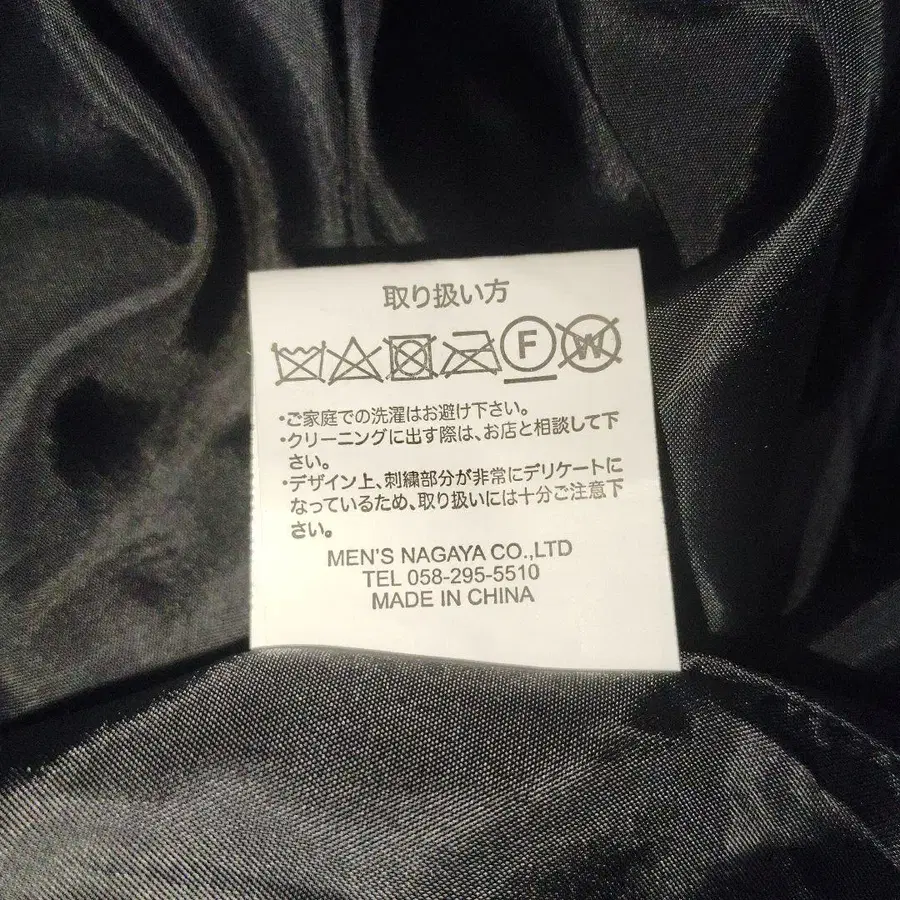 取り扱い方
F W
・ご家庭での洗濯はお避け下さい。
・クリーニングに出す際は、お店と相談して下
さい。
・デザイン上、刺繍部分が非常にデリケートに
なっているため、取り扱いには十分ご注意下
さい。
MEN'S NAGAYA CO.,LTD
TEL 058-295-5510
MADE IN CHINA